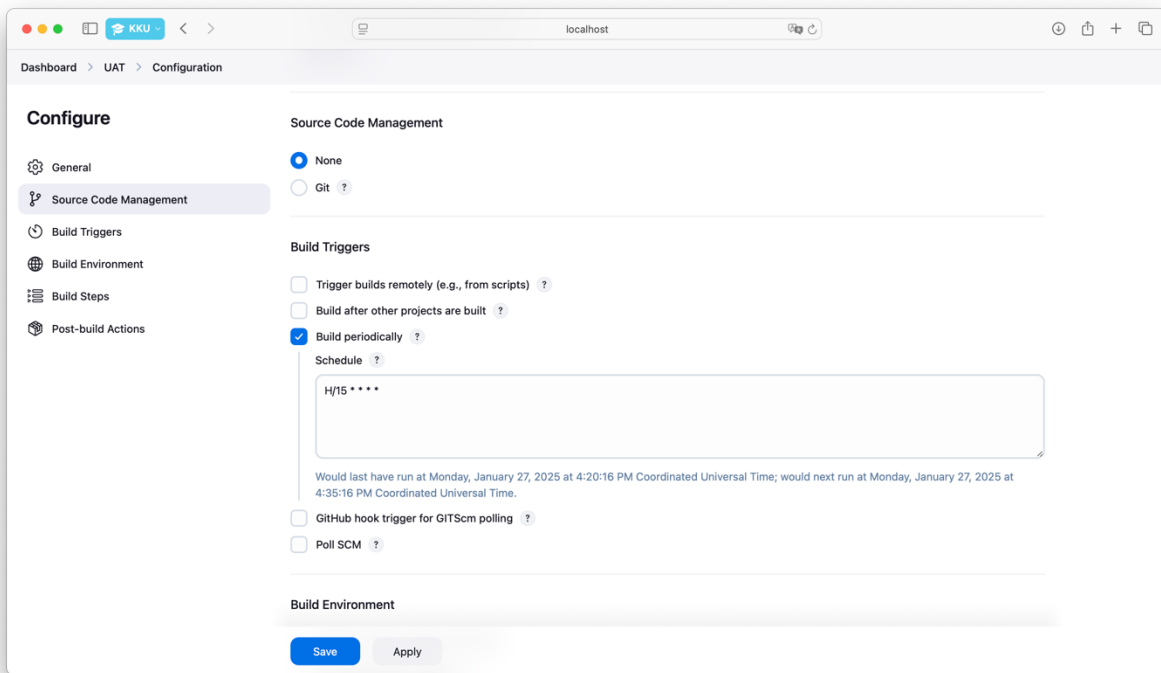 KKU
localhost
Dashboard > UAT > Configuration
Configure
General
Source Code Management
Build Triggers
Build Environment
Build Steps
Post-build Actions
Source Code Management
None
Git ?
Build Triggers
Trigger builds remotely (e.g., from scripts) ?
Build after other projects are built ?
Build periodically ?
Schedule ?
H/15 * * * *
Would last have run at Monday, January 27, 2025 at 4:20:16 PM Coordinated Universal Time; would next run at Monday, January 27, 2025 at
4:35:16 PM Coordinated Universal Time.
GitHub hook trigger for GITScm polling ?
Poll SCM ?
Build Environment
Save
Apply